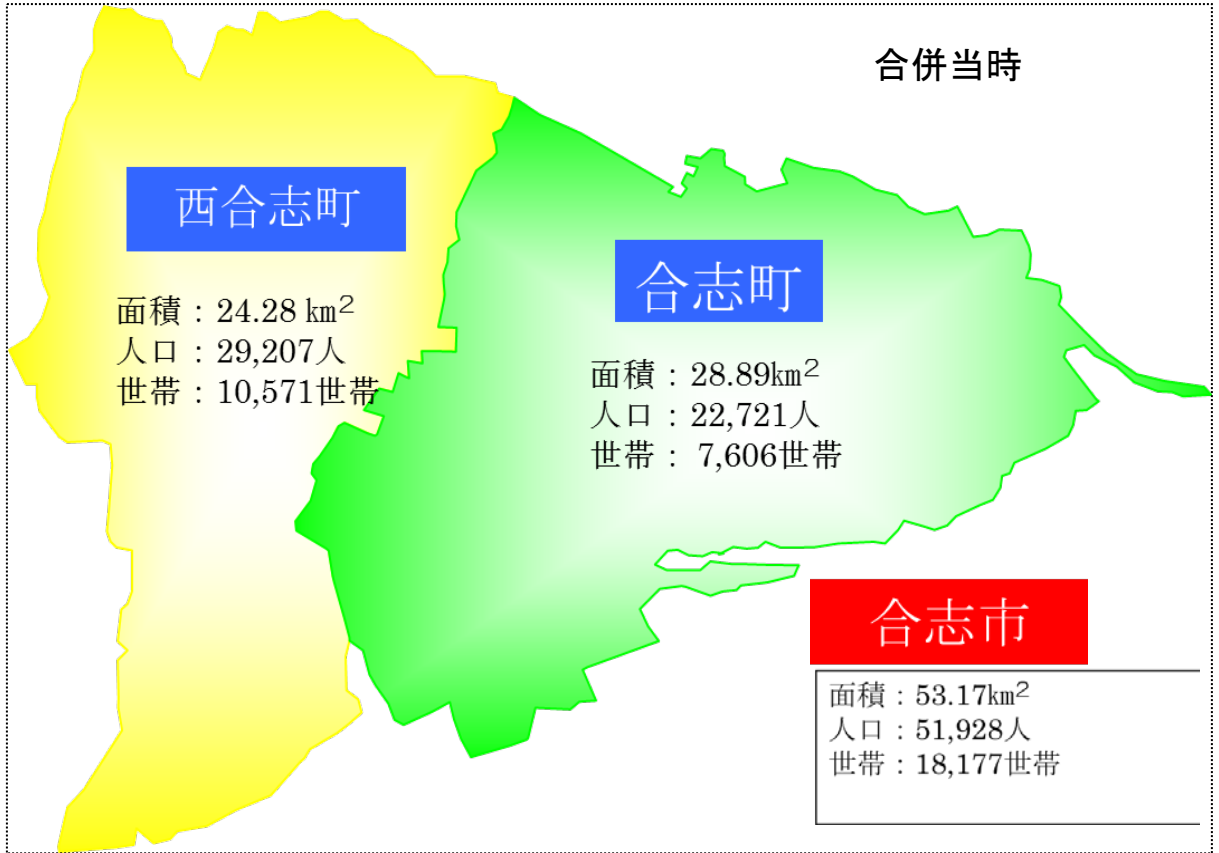 合併当時
西合志町
面積：24.28 km²
人口：29,207人
世帯：10,571世帯
合志町
面積：28.89km²
人口：22,721人
世帯： 7,606世帯
合志市
面積：53.17km²
人口：51,928人
世帯：18,177世帯